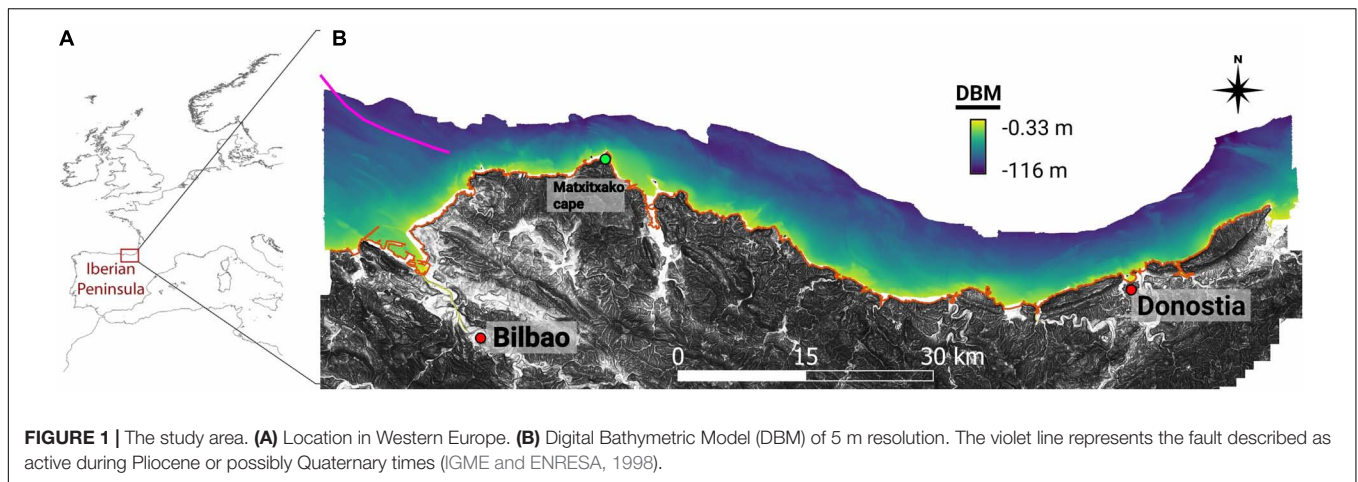 A
B
N
DBM
-0.33 m
-116 m
Matxitxako
cape
Iberian
Peninsula
Donostia
Bilbao
0 15 30 km
FIGURE 1 | The study area. (A) Location in Western Europe. (B) Digital Bathymetric Model (DBM) of 5 m resolution. The violet line represents the fault described as
active during Pliocene or possibly Quaternary times (IGME and ENRESA, 1998).